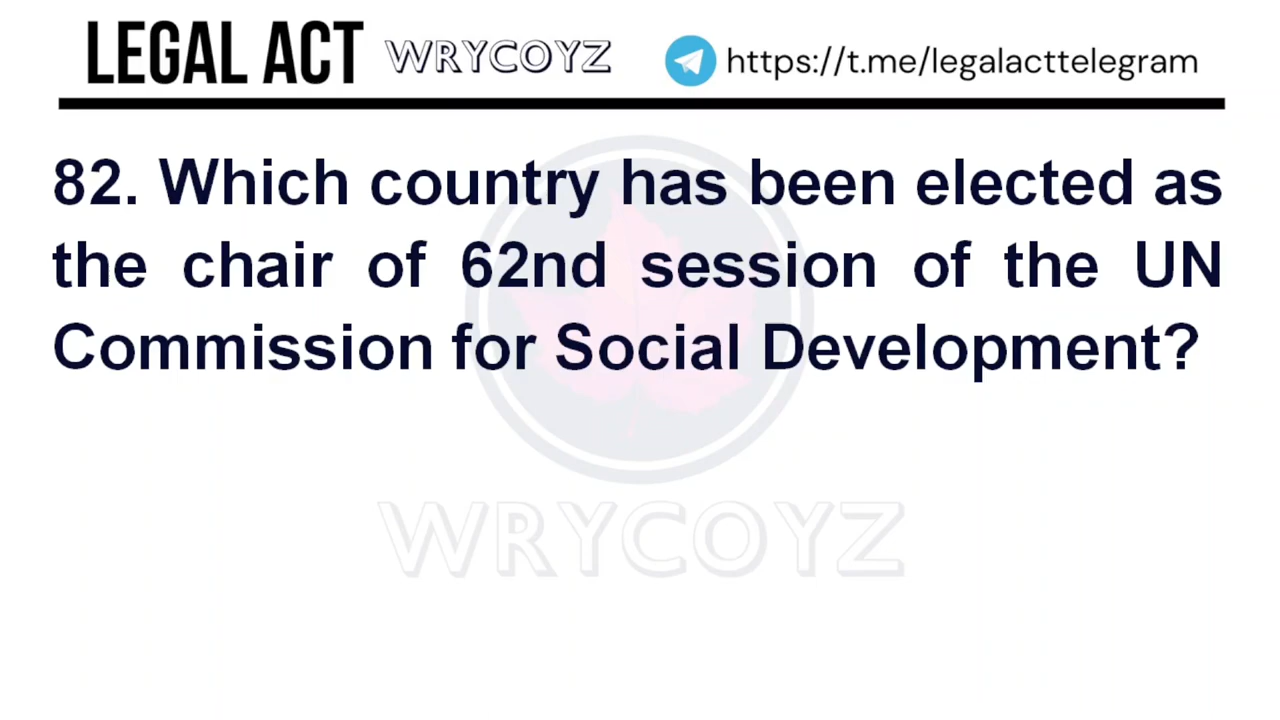 LEGAL ACT WRYCOYZ https://t.me/legalacttelegram
82. Which country has been elected as
the chair of 62nd session of the UN
Commission for Social Development?
WRYCOYZ